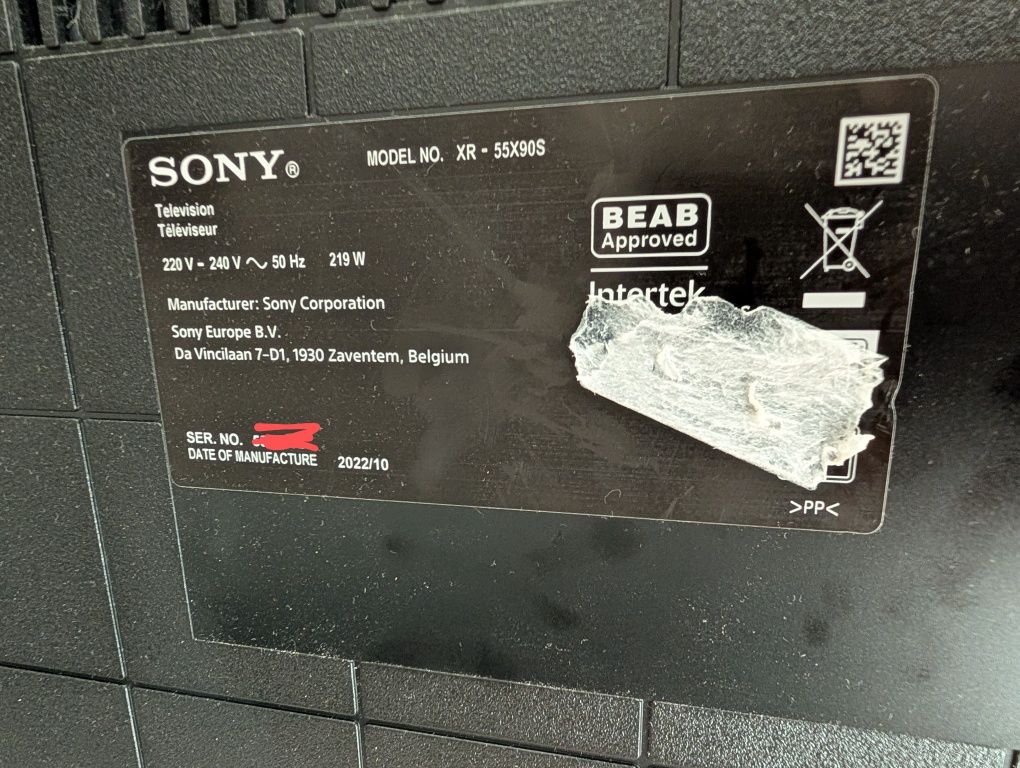 SONY®
MODEL NO. XR - 55X90S
Television
Téléviseur
220 V - 240 V ~ 50 Hz 219 W
BEAB
Approved
Intertek
Manufacturer: Sony Corporation
Sony Europe B.V.
Da Vincilaan 7-D1, 1930 Zaventem, Belgium
SER. NO.
DATE OF MANUFACTURE 2022/10
>PP<